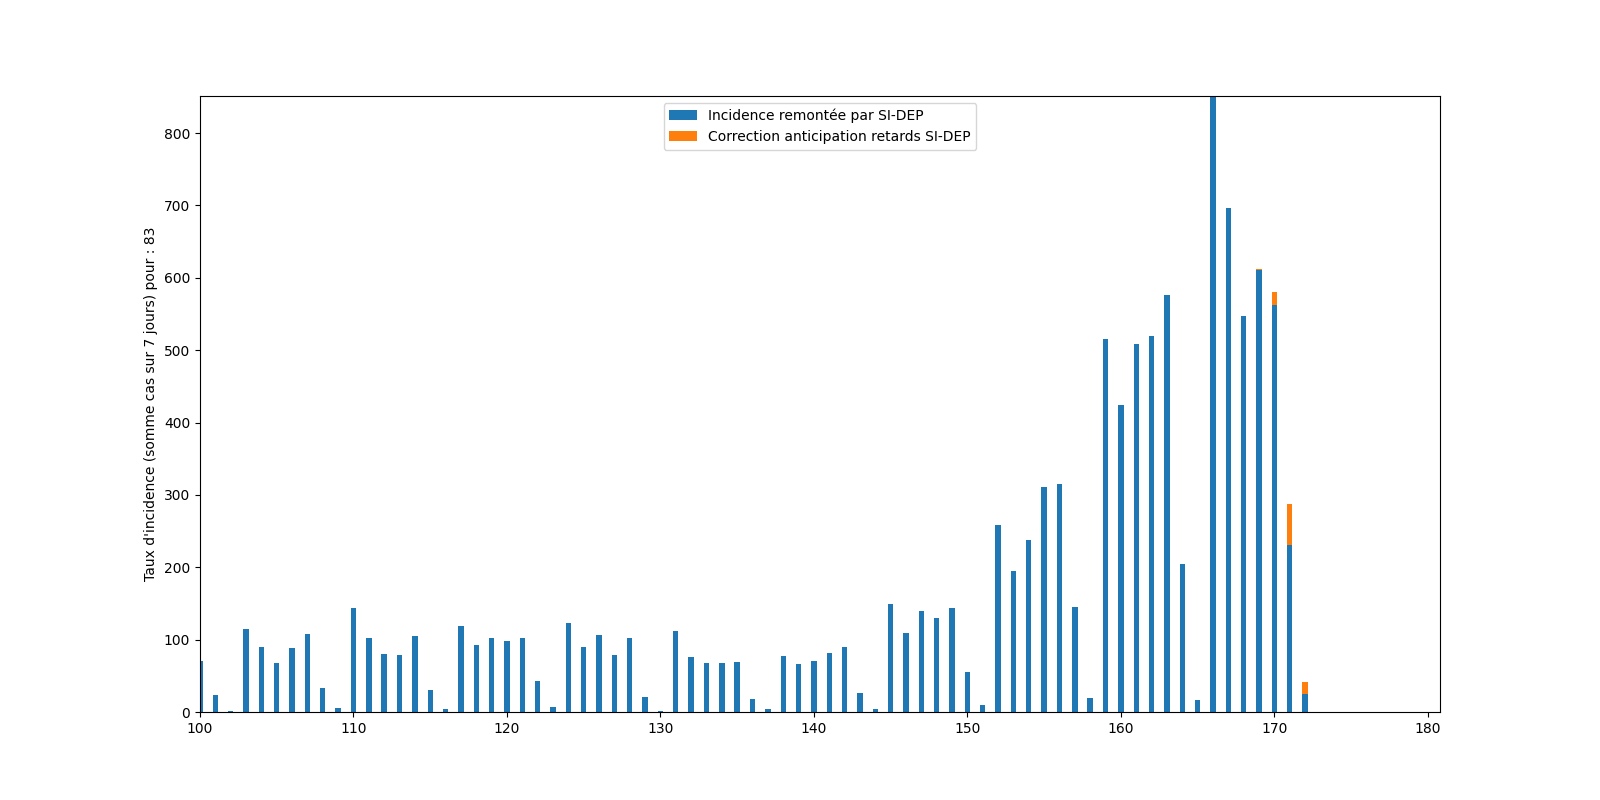 Incidence remontée par SI-DEP
Correction anticipation retards SI-DEP
Taux d'incidence (somme cas sur 7 jours) pour : 83
800
700
600
500
400
300
200
100
0
100 110 120 130 140 150 160 170 180